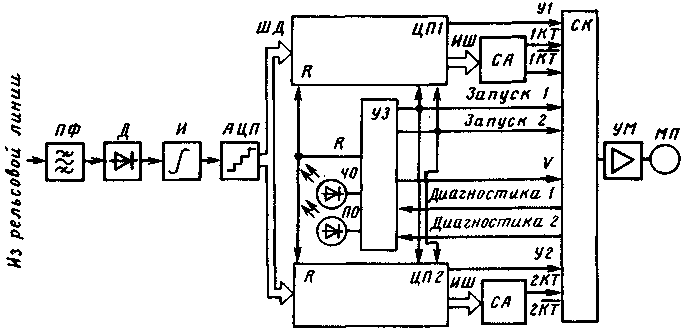 Из рельсовой линии
ПФ
Д
И
АЦП
ШД
ЦП1
R
ИШ
СА
У1
1КТ
1КТ
СК
Запуск 1
УЗ
Запуск 2
R
ЧО
ПО
V
Диагностика 1
Диагностика 2
УМ
МП
R
ЦП2
ИШ
СА
У2
2КТ
2КТ